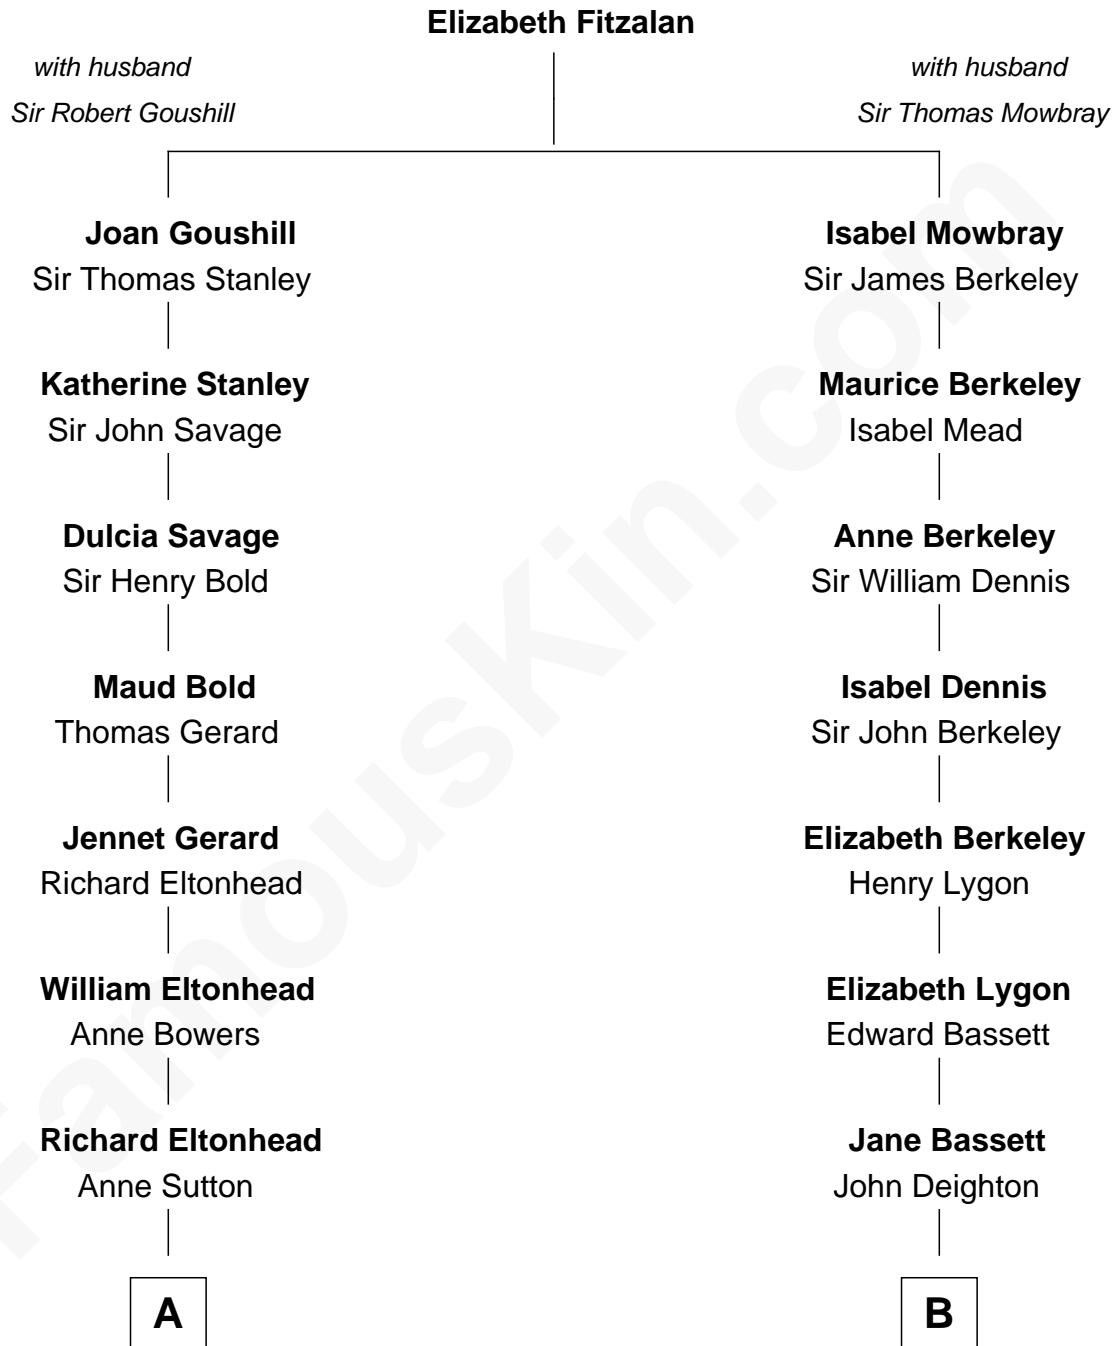 Elizabeth Fitzalan
with husband
Sir Robert Goushill
with husband
Sir Thomas Mowbray
Joan Goushill
Sir Thomas Stanley
Isabel Mowbray
Sir James Berkeley
Katherine Stanley
Sir John Savage
Maurice Berkeley
Isabel Mead
Dulcia Savage
Sir Henry Bold
Anne Berkeley
Sir William Dennis
Maud Bold
Thomas Gerard
Isabel Dennis
Sir John Berkeley
Jennet Gerard
Richard Eltonhead
Elizabeth Berkeley
Henry Lygon
William Eltonhead
Anne Bowers
Elizabeth Lygon
Edward Bassett
Richard Eltonhead
Anne Sutton
Jane Bassett
John Deighton
A
B
FamousKin.com